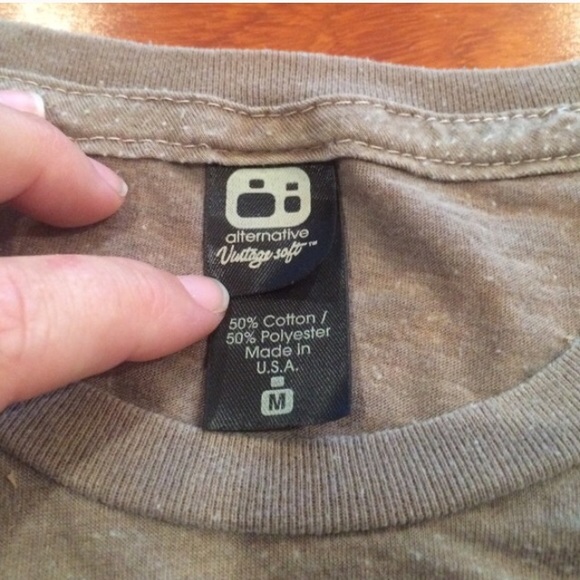 alternative
Vintage soft™
50% Cotton /
50% Polyester
Made in
U.S.A.
M